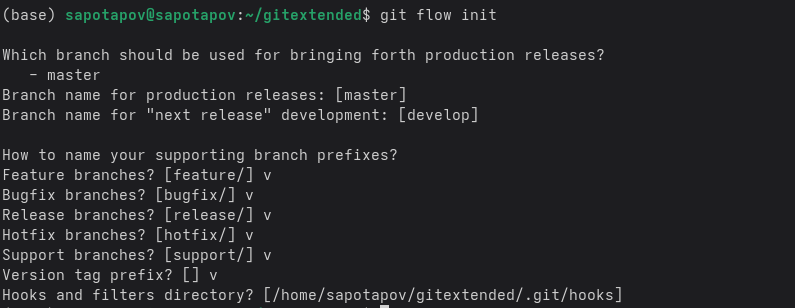 (base) sapotapov@sapotapov:~/gitextended$ git flow init
Which branch should be used for bringing forth production releases?
- master
Branch name for production releases: [master]
Branch name for "next release" development: [develop]
How to name your supporting branch prefixes?
Feature branches? [feature/] v
Bugfix branches? [bugfix/] v
Release branches? [release/] v
Hotfix branches? [hotfix/] v
Support branches? [support/] v
Version tag prefix? [] v
Hooks and filters directory? [/home/sapotapov/gitextended/.git/hooks]